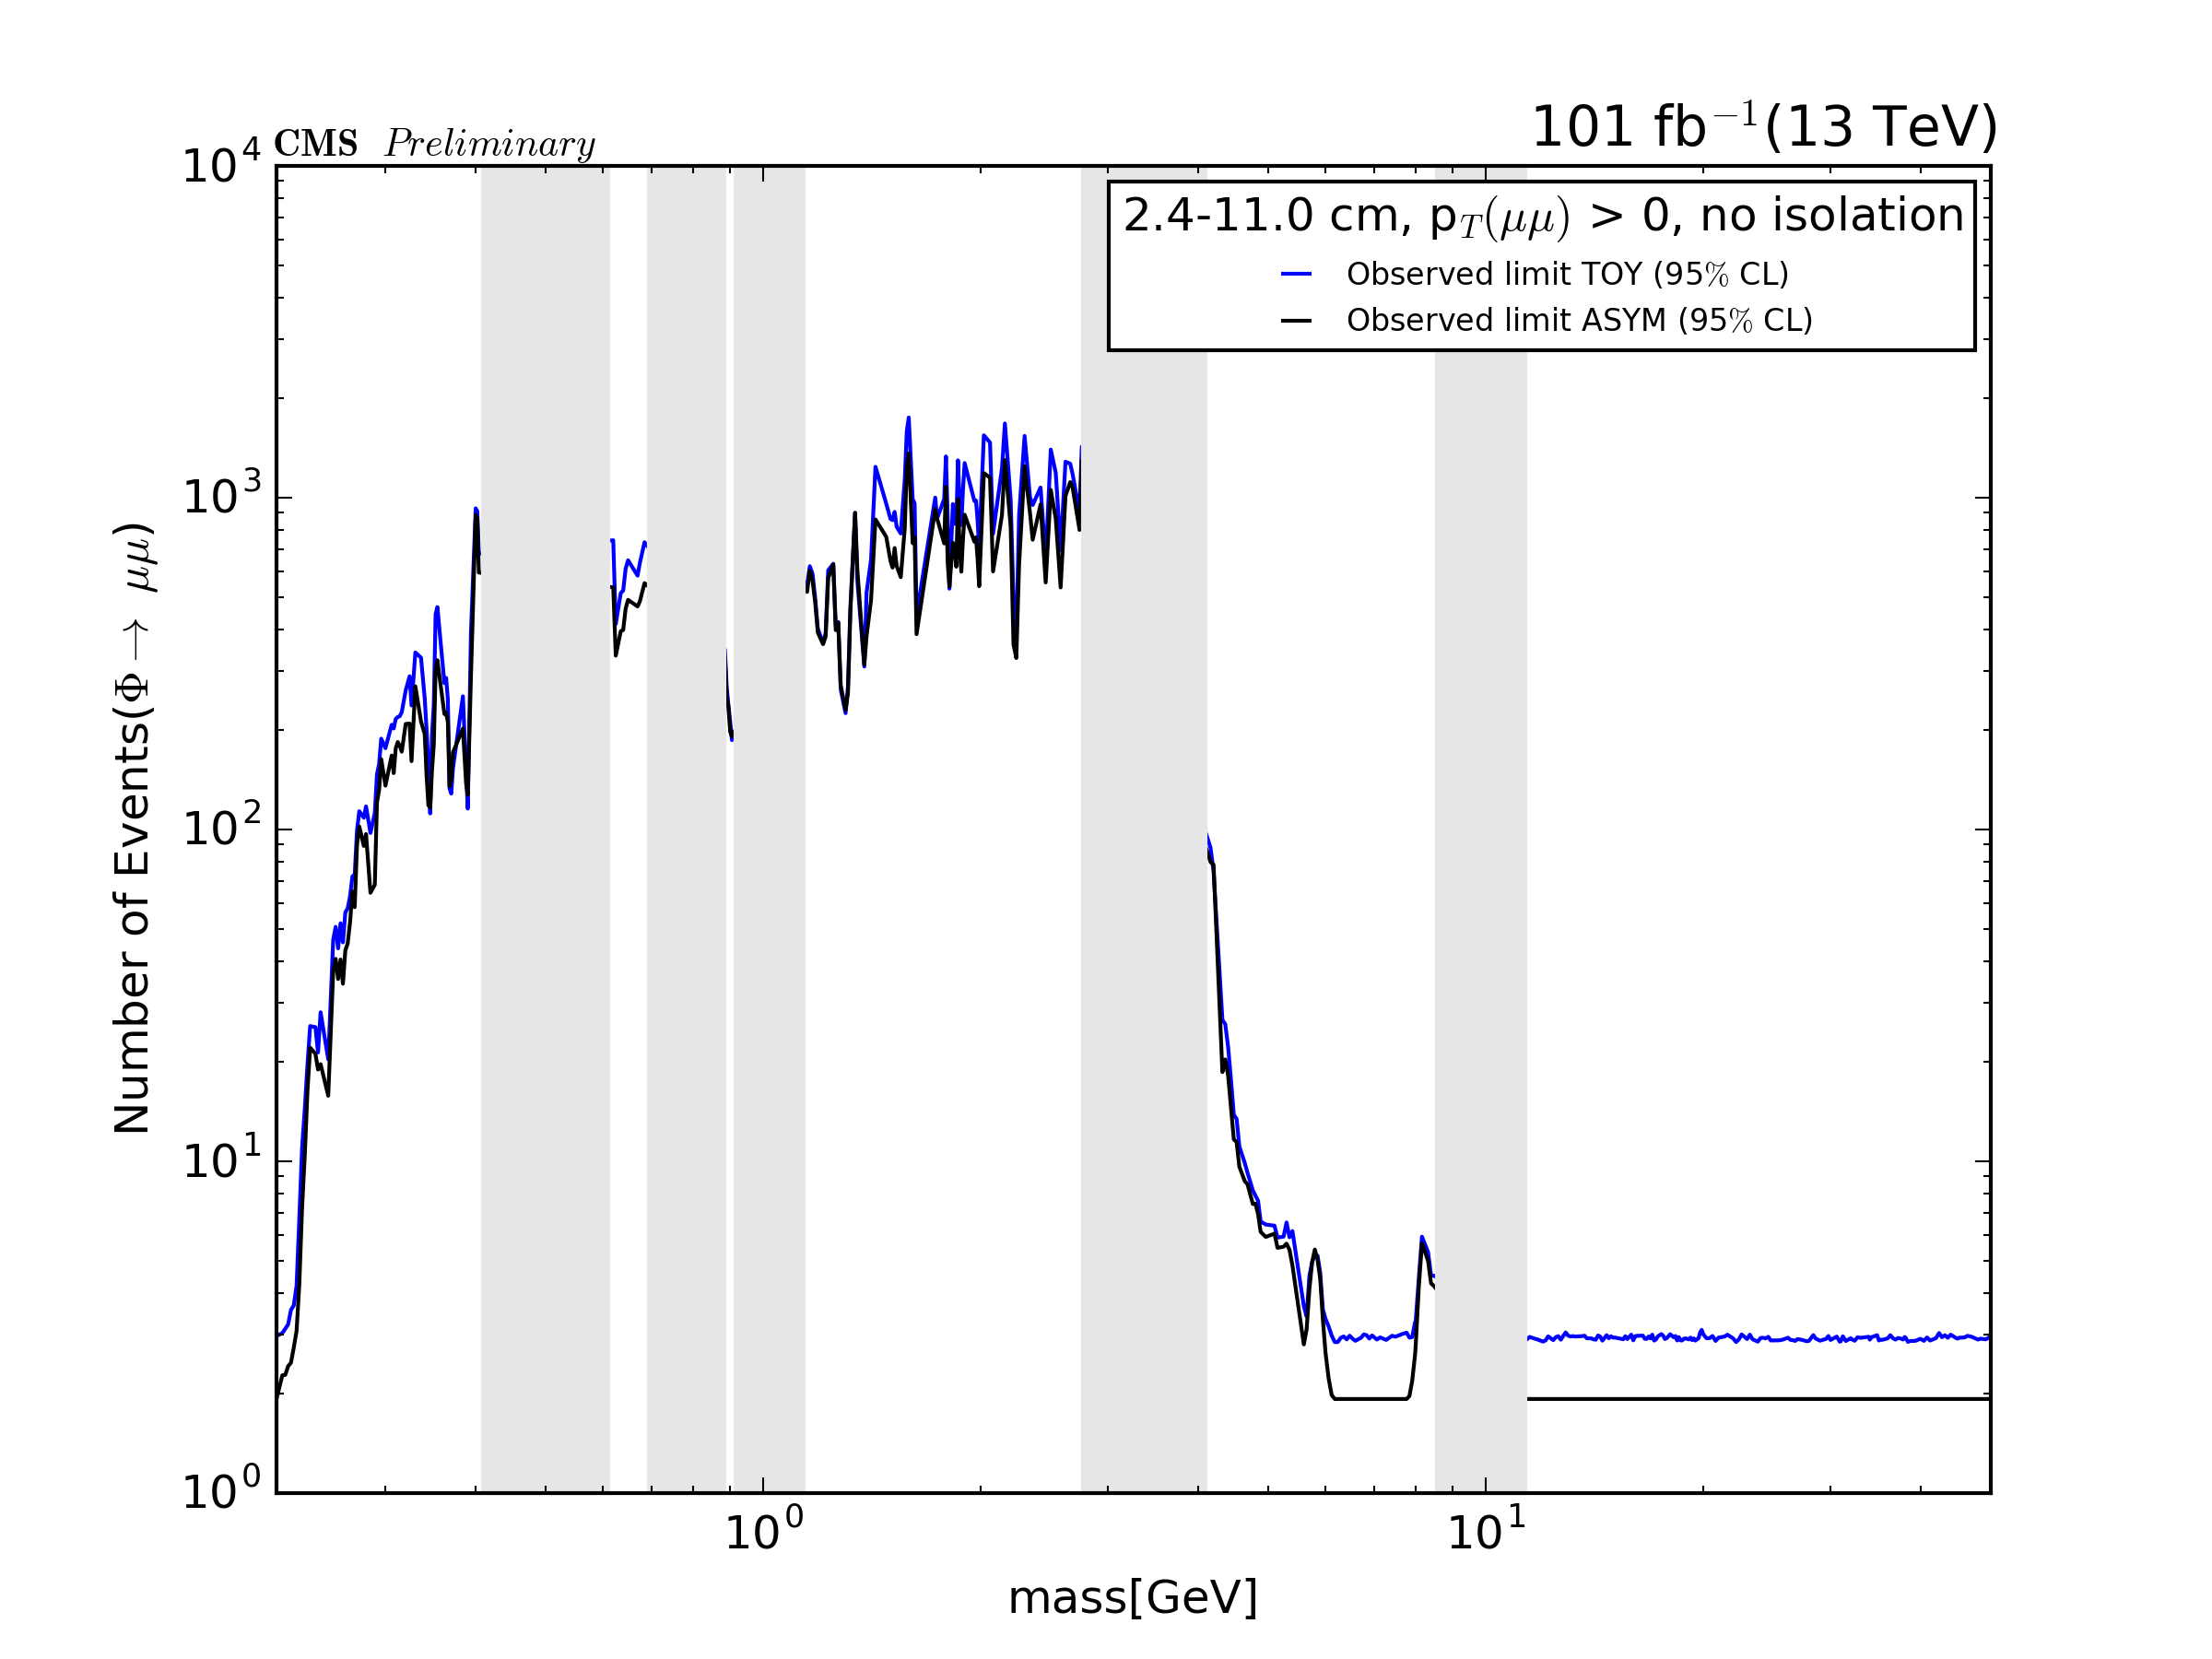 CMS Preliminary
101 fb⁻¹(13 TeV)
2.4-11.0 cm, p_T(μμ) > 0, no isolation
Observed limit TOY (95% CL)
Observed limit ASYM (95% CL)
Number of Events(Φ → μμ)
10⁴
10³
10²
10¹
10⁰
10⁰ 10¹
mass[GeV]